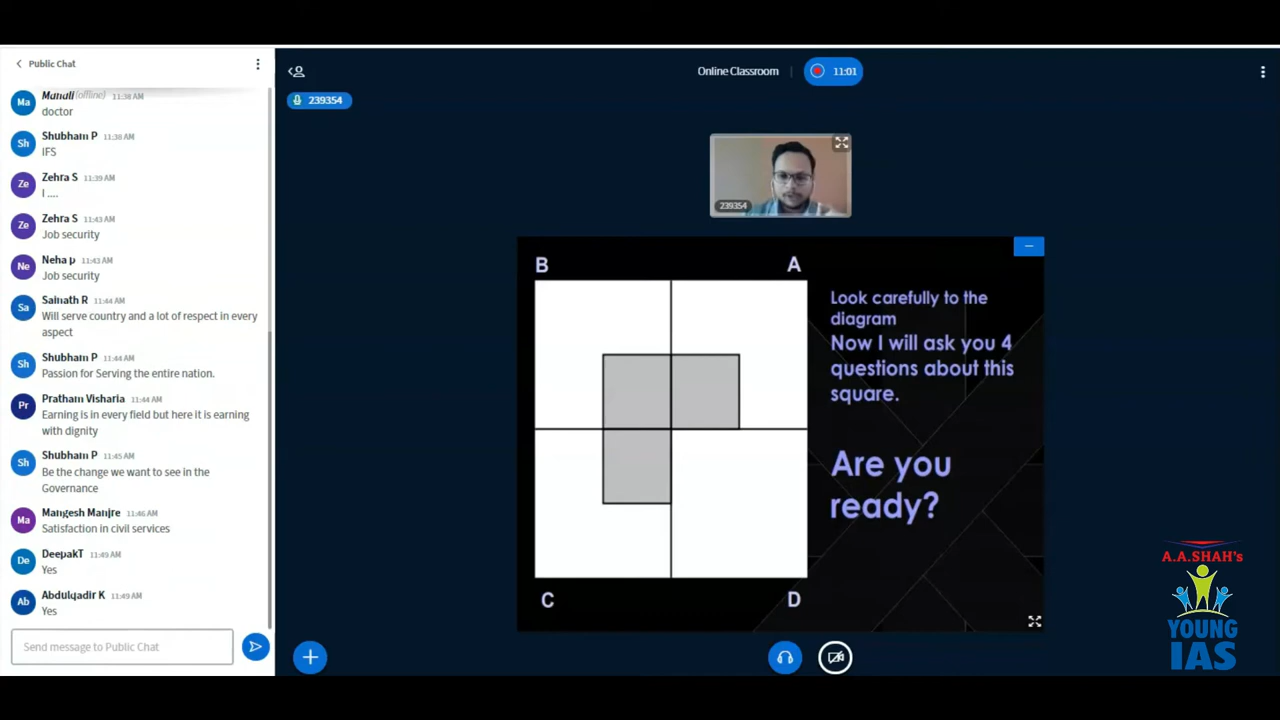 Public Chat
Ma
Manali (offline) 11:38 AM
doctor
Sh
Shubham P 11:38 AM
IFS
Ze
Zehra S 11:39 AM
I ....
Ze
Zehra S 11:43 AM
Job security
Ne
Neha p 11:43 AM
Job security
Sa
Sainath R 11:44 AM
Will serve country and a lot of respect in every
aspect
Sh
Shubham P 11:44 AM
Passion for Serving the entire nation.
Pr
Pratham Visharia 11:44 AM
Earning is in every field but here it is earning
with dignity
Sh
Shubham P 11:45 AM
Be the change we want to see in the
Governance
Ma
Mangesh Manjre 11:46 AM
Satisfaction in civil services
De
DeepakT 11:49 AM
Yes
Ab
Abdulqadir K 11:49 AM
Yes
Send message to Public Chat
Online Classroom
11:01
239354
239354
B
A
C
D
Look carefully to the
diagram
Now I will ask you 4
questions about this
square.
Are you
ready?
A.A.SHAH's
YOUNG
IAS